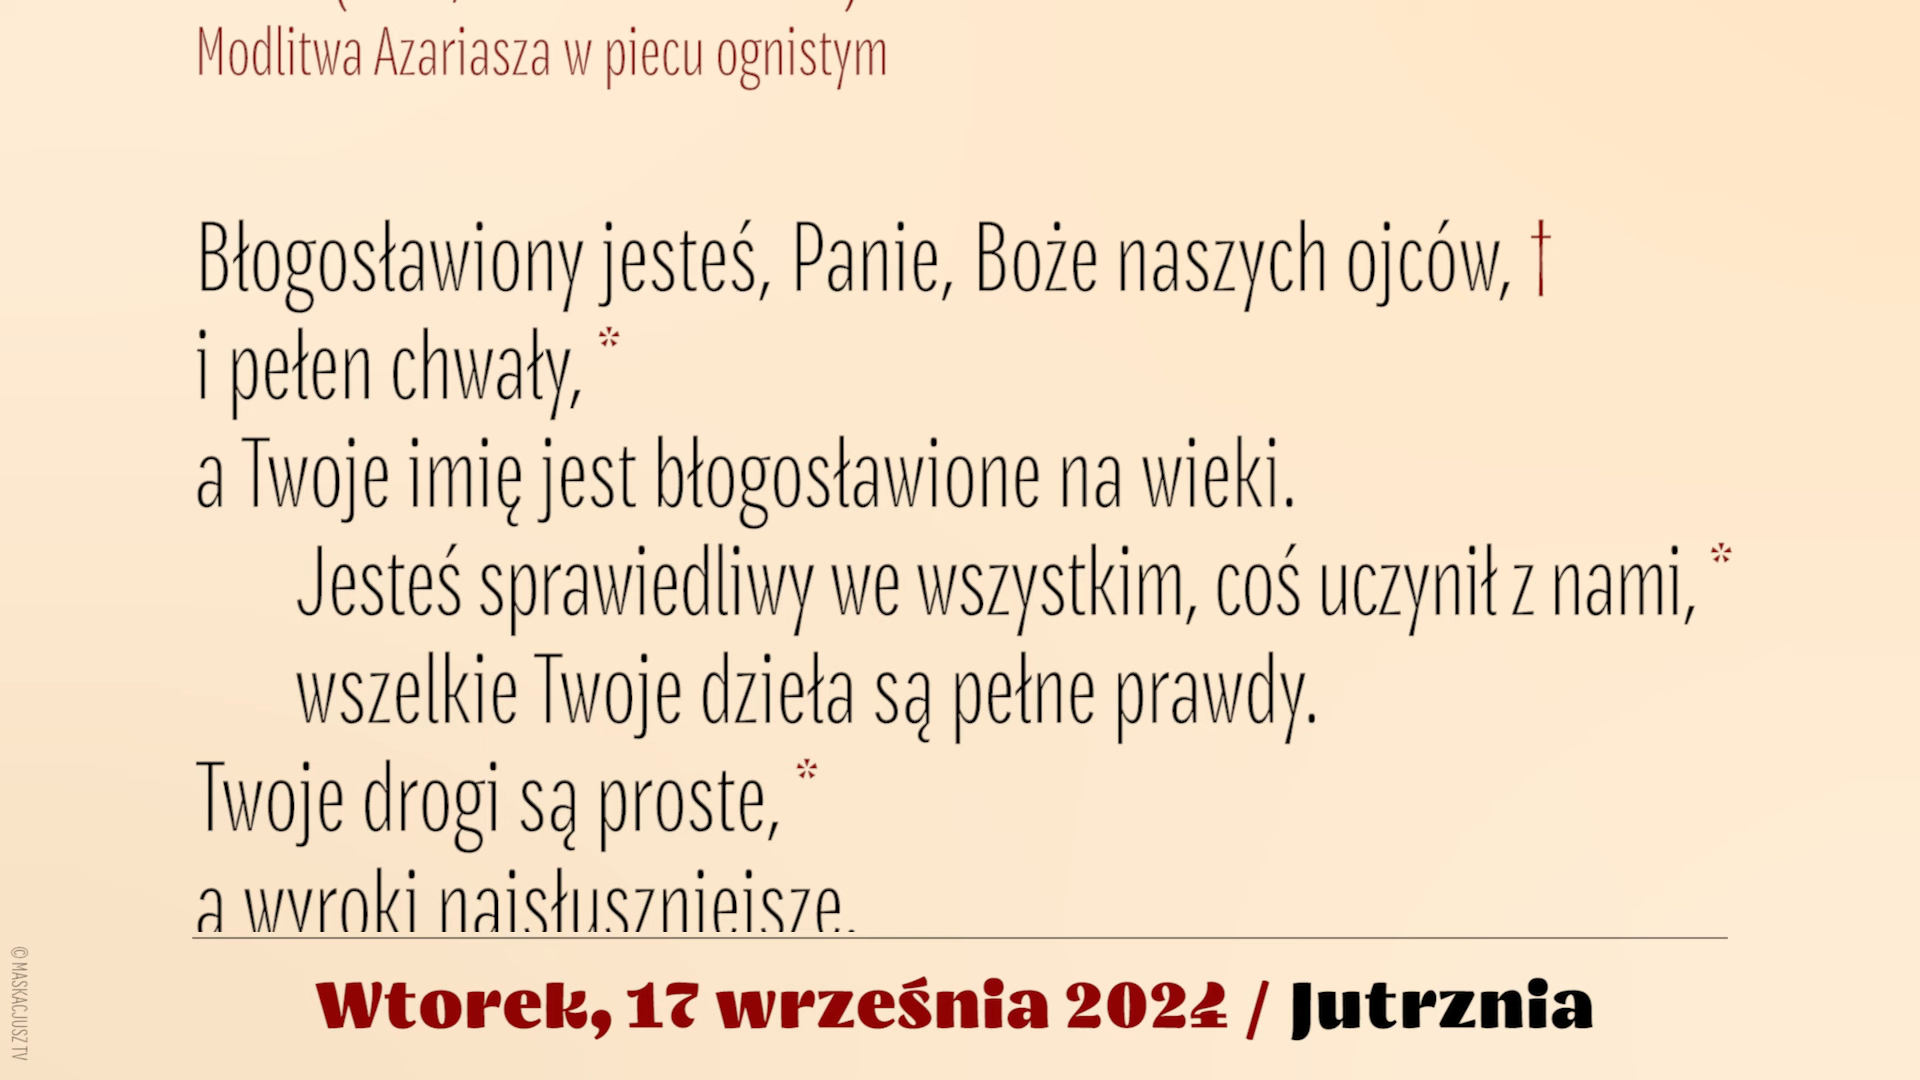 Modlitwa Azariasza w piecu ognistym
Błogosławiony jesteś, Panie, Boże naszych ojców, †
i pełen chwały, *
a Twoje imię jest błogosławione na wieki.
Jesteś sprawiedliwy we wszystkim, coś uczynił z nami, *
wszelkie Twoje dzieła są pełne prawdy.
Twoje drogi są proste, *
a wyroki najsłuszniejsze.
Wtorek, 17 września 2024 / Jutrznia
© MASKACJUSZ TV